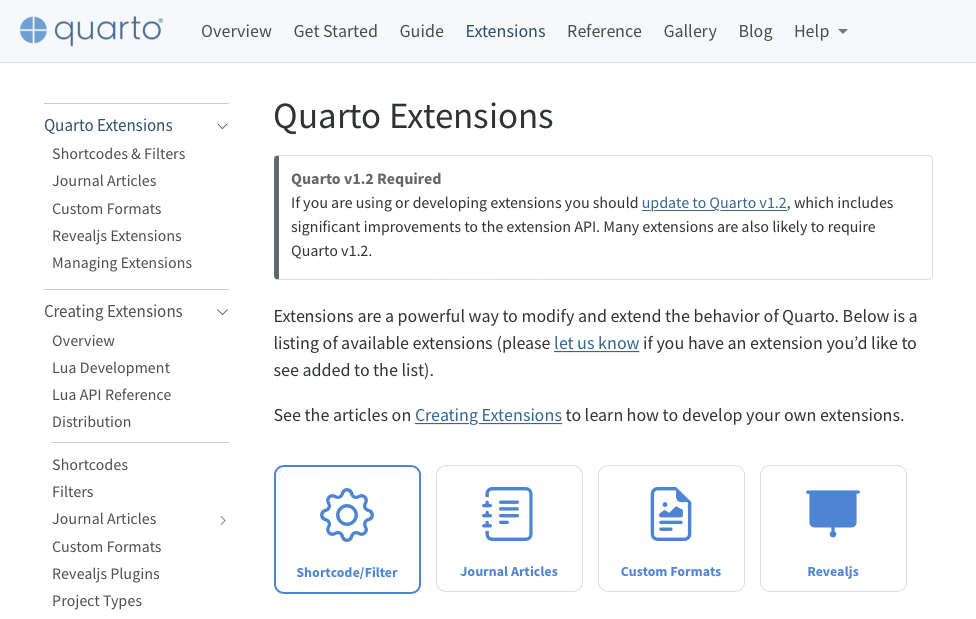 quarto®
Overview Get Started Guide Extensions Reference Gallery Blog Help
Quarto Extensions
Shortcodes & Filters
Journal Articles
Custom Formats
Revealjs Extensions
Managing Extensions
Creating Extensions
Overview
Lua Development
Lua API Reference
Distribution
Shortcodes
Filters
Journal Articles
Custom Formats
Revealjs Plugins
Project Types
Quarto Extensions
Quarto v1.2 Required
If you are using or developing extensions you should update to Quarto v1.2, which includes
significant improvements to the extension API. Many extensions are also likely to require
Quarto v1.2.
Extensions are a powerful way to modify and extend the behavior of Quarto. Below is a
listing of available extensions (please let us know if you have an extension you’d like to
see added to the list).
See the articles on Creating Extensions to learn how to develop your own extensions.
Shortcode/Filter
Journal Articles
Custom Formats
Revealjs